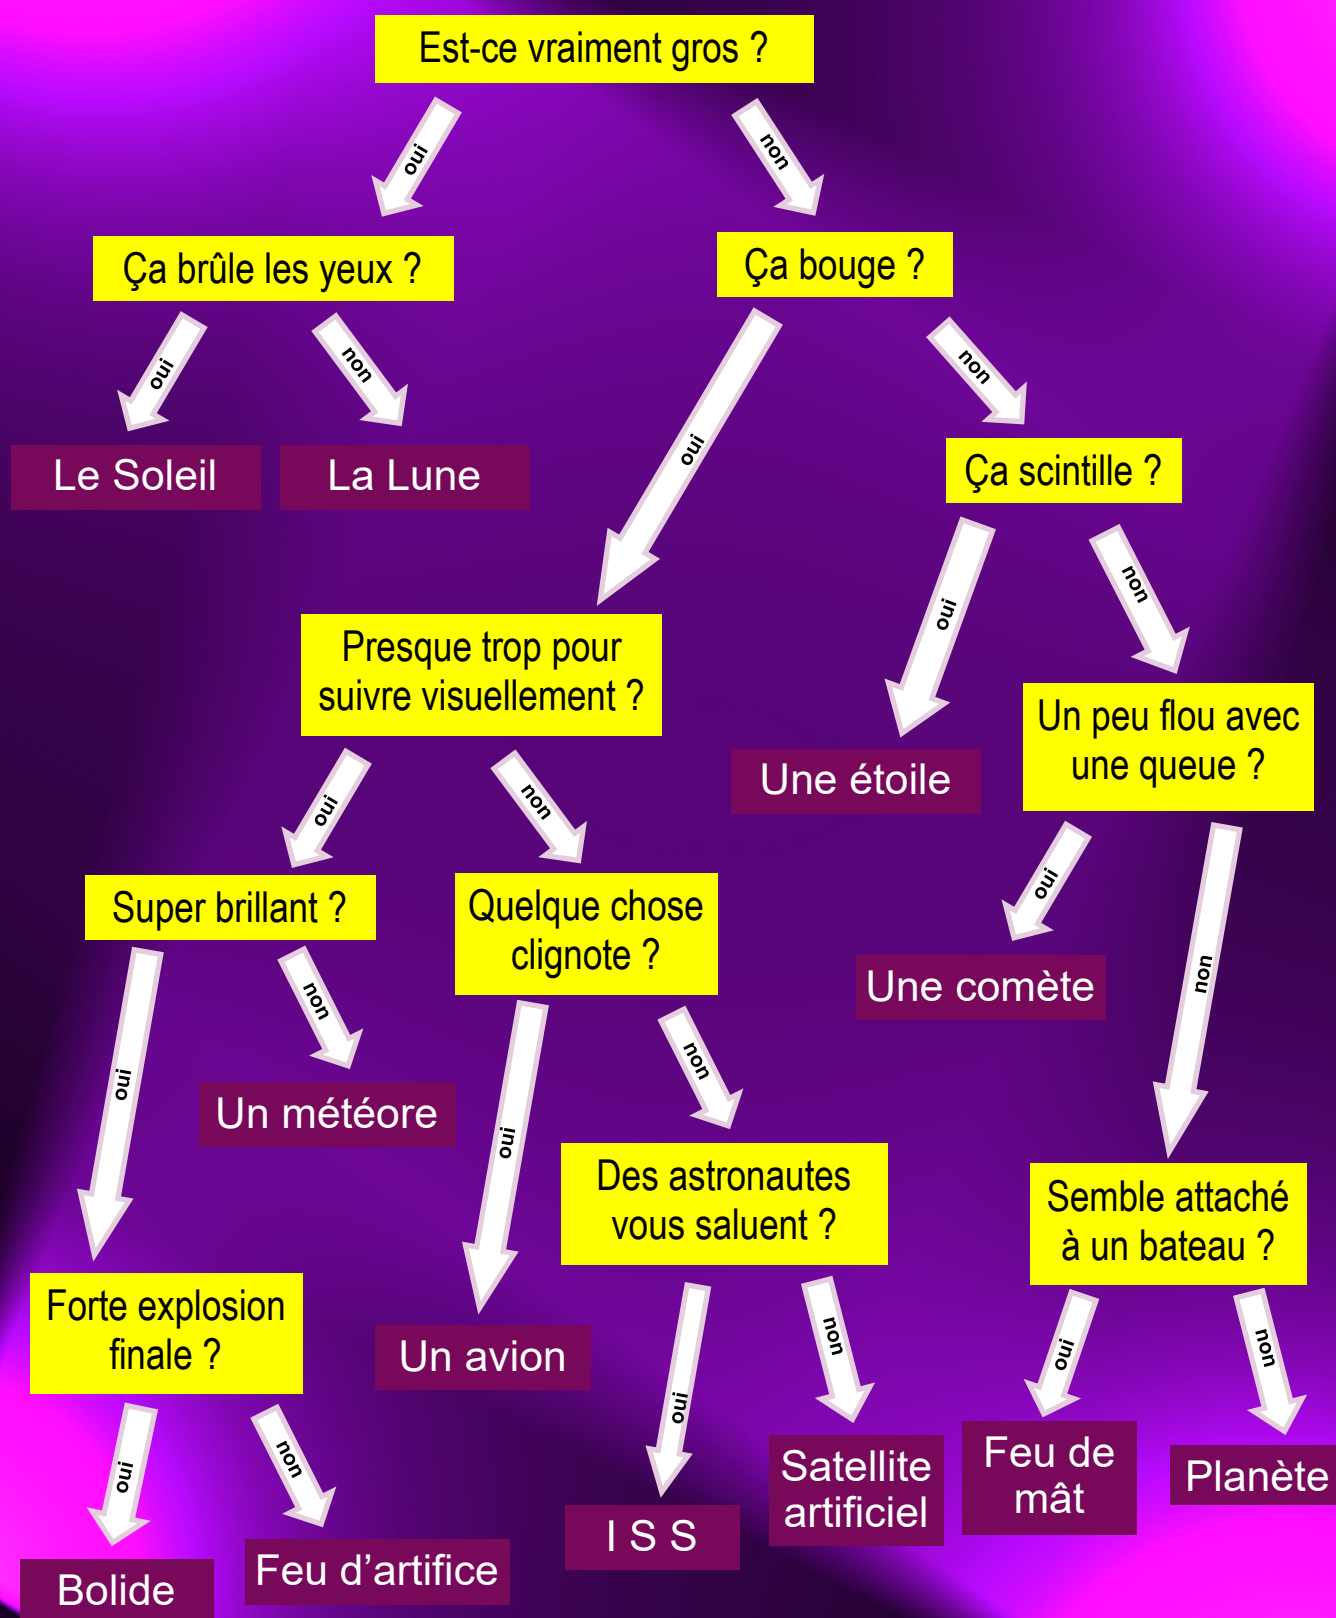 Est-ce vraiment gros ?
oui
non
Ça brûle les yeux ?
Ça bouge ?
oui
non
oui
non
Le Soleil
La Lune
Ça scintille ?
oui
non
Presque trop pour
suivre visuellement ?
Une étoile
Un peu flou avec
une queue ?
oui
non
oui
non
Super brillant ?
Quelque chose
clignote ?
Une comète
oui
non
oui
non
Un météore
Des astronautes
vous saluent ?
Semble attaché
à un bateau ?
Forte explosion
finale ?
Un avion
oui
non
oui
non
oui
non
Bolide
Feu d’artifice
I S S
Satellite
artificiel
Feu de
mât
Planète